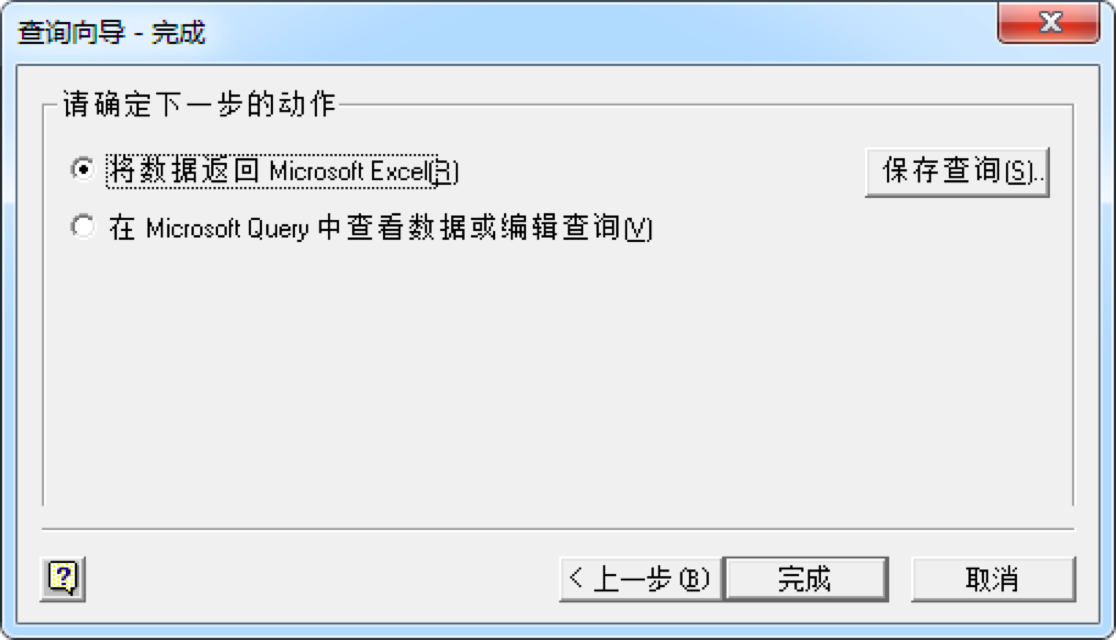 查询向导 - 完成
请确定下一步的动作
将数据返回 Microsoft Excel(R)
保存查询(S)..
在 Microsoft Query 中查看数据或编辑查询(V)
< 上一步(B)
完成
取消